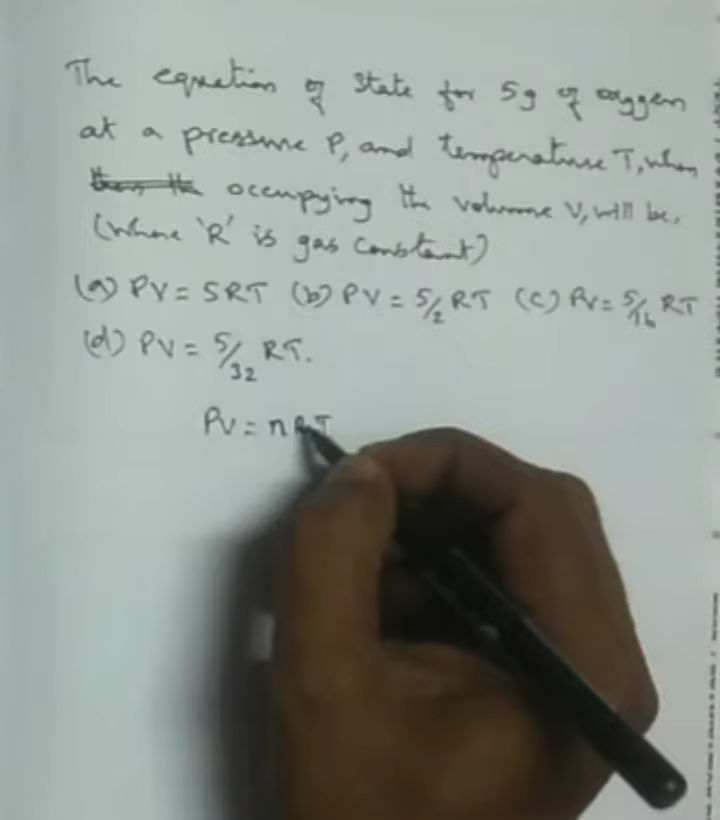 The equation of State for 5g of oxygen
at a pressure P, and temperature T, when
occupying the volume V, will be,
(where 'R' is gas constant)
(a) PV = 5RT (b) PV = 5/2 RT (c) PV = 5/16 RT
(d) PV = 5/32 RT.
PV = nRT